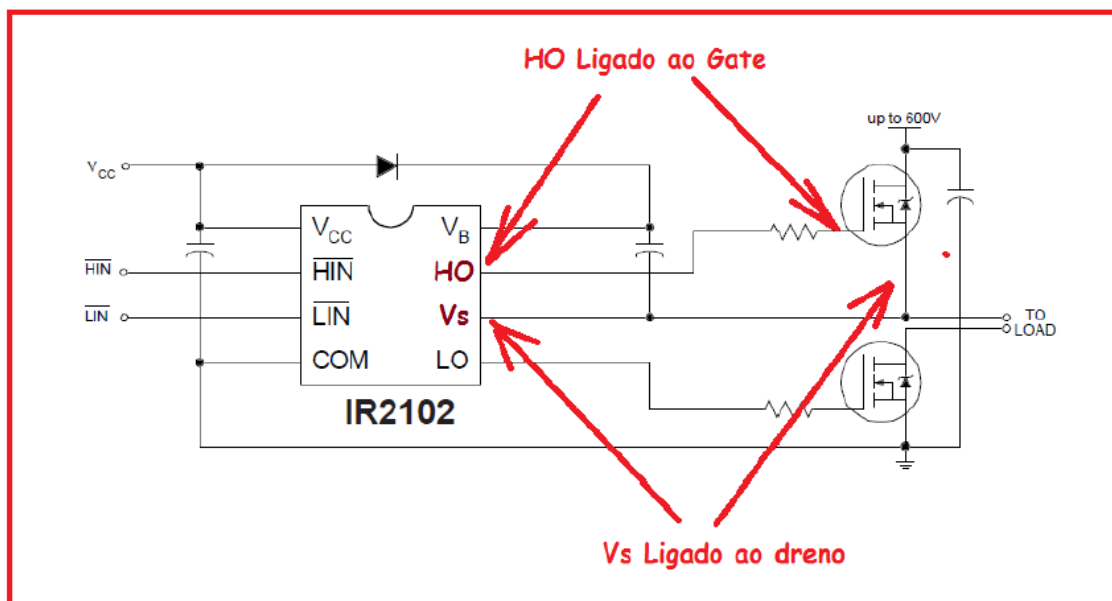 HO Ligado ao Gate
up to 600V
VCC
VCC VB
HIN HIN HO
LIN LIN Vs
TO
LOAD
COM LO
IR2102
Vs Ligado ao dreno